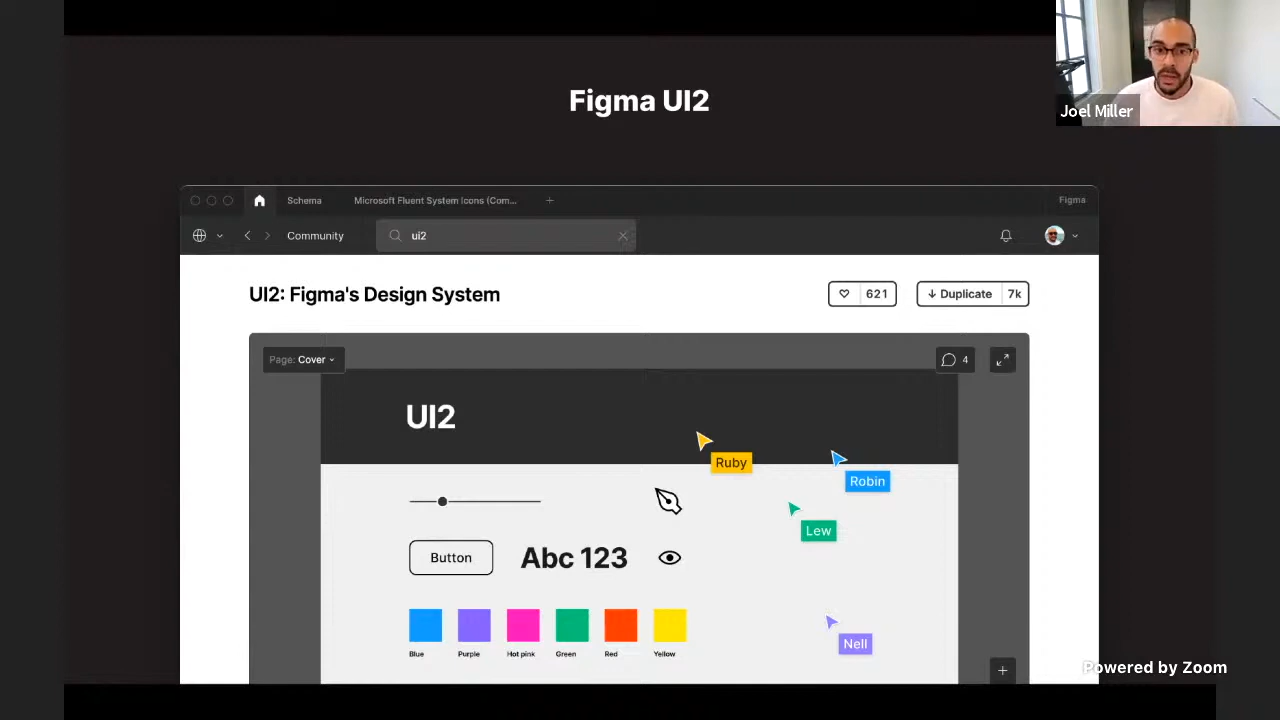 Figma UI2
Joel Miller
Schema
Microsoft Fluent System Icons (Com...
Figma
Community
ui2
UI2: Figma's Design System
621
Duplicate
7k
Page: Cover
4
UI2
Ruby
Robin
Lew
Button
Abc 123
Blue
Purple
Hot pink
Green
Red
Yellow
Nell
Powered by Zoom